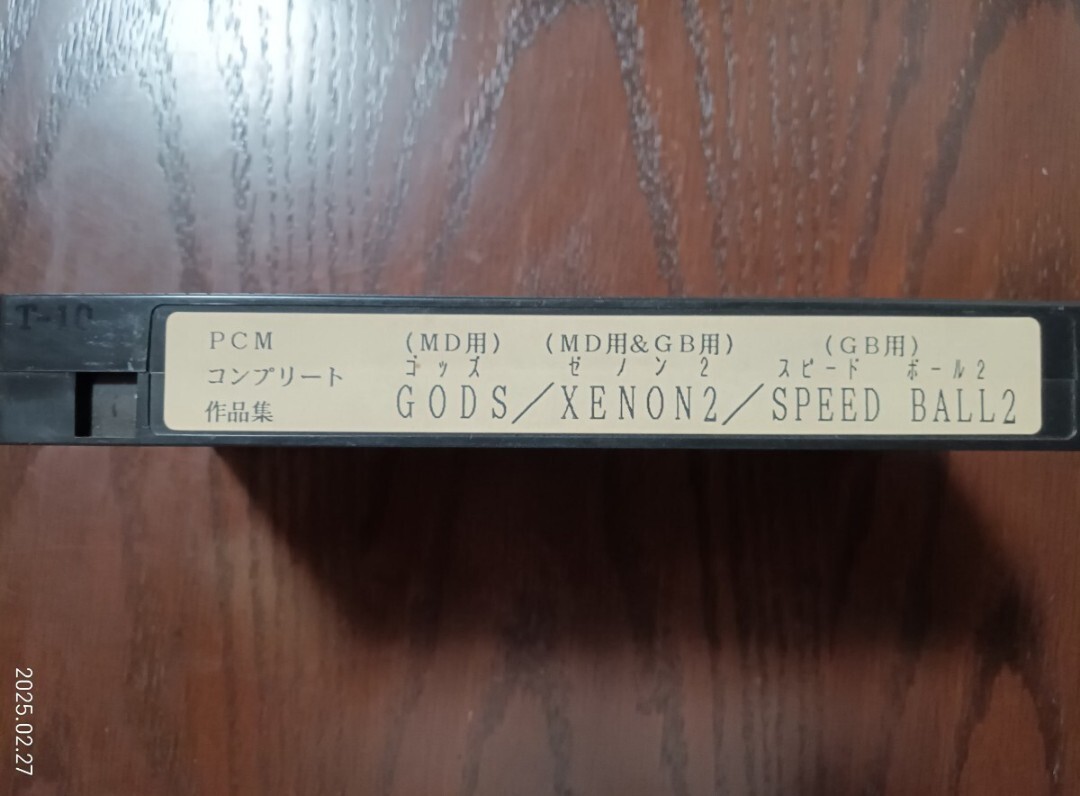 T-10
PCM
コンプリート
作品集
(MD用) (MD用&GB用) (GB用)
ゴッズ ゼノン2 スピード ボール2
GODS/XENON2/SPEED BALL2
2025.02.27